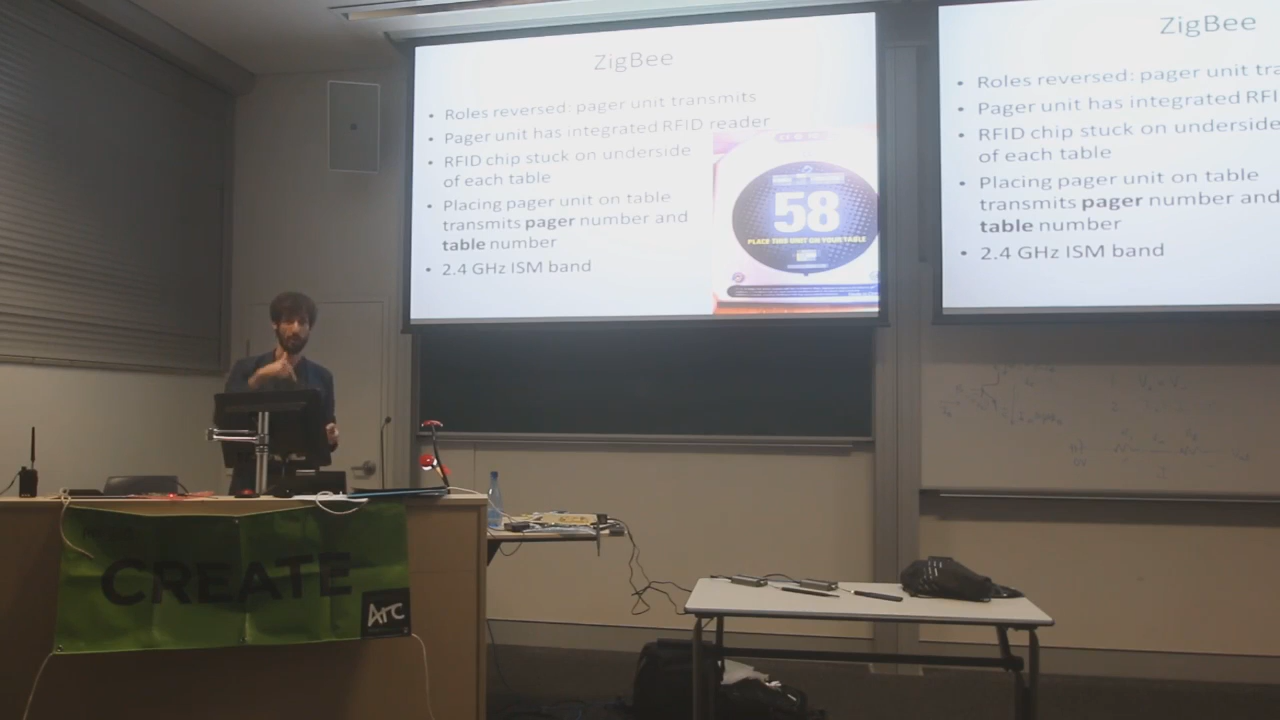 ZigBee
• Roles reversed: pager unit transmits
• Pager unit has integrated RFID reader
• RFID chip stuck on underside
of each table
• Placing pager unit on table
transmits pager number and
table number
• 2.4 GHz ISM band
58
PLACE THIS UNIT ON YOUR TABLE
ZigBee
• Roles reversed: pager unit tra
• Pager unit has integrated RFI
• RFID chip stuck on underside
of each table
• Placing pager unit on table
transmits pager number and
table number
• 2.4 GHz ISM band
CREATE
Arc